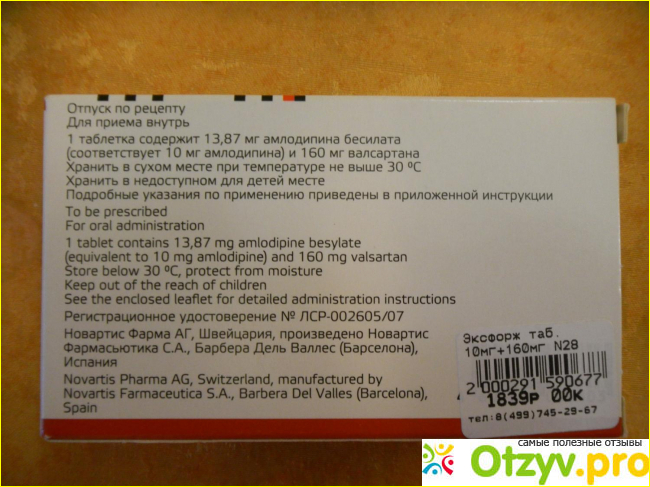 Отпуск по рецепту
Для приема внутрь
1 таблетка содержит 13,87 мг амлодипина бесилата
(соответствует 10 мг амлодипина) и 160 мг валсартана
Хранить в сухом месте при температуре не выше 30 ºC
Хранить в недоступном для детей месте
Подробные указания по применению приведены в приложенной инструкции
To be prescribed
For oral administration
1 tablet contains 13,87 mg amlodipine besylate
(equivalent to 10 mg amlodipine) and 160 mg valsartan
Store below 30 ºC, protect from moisture
Keep out of the reach of children
See the enclosed leaflet for detailed administration instructions
Регистрационное удостоверение № ЛСР-002605/07
Новартис Фарма АГ, Швейцария, произведено Новартис
Фармасьютика С.А., Барбера Дель Валлес (Барселона),
Испания
Novartis Pharma AG, Switzerland, manufactured by
Novartis Farmaceutica S.A., Barbera Del Valles (Barcelona),
Spain
Эксфорж таб.
10мг+160мг N28
2 000291 590677
1839р 00к
тел:8(499)745-29-67
самые полезные отзывы
Otzyv.pro